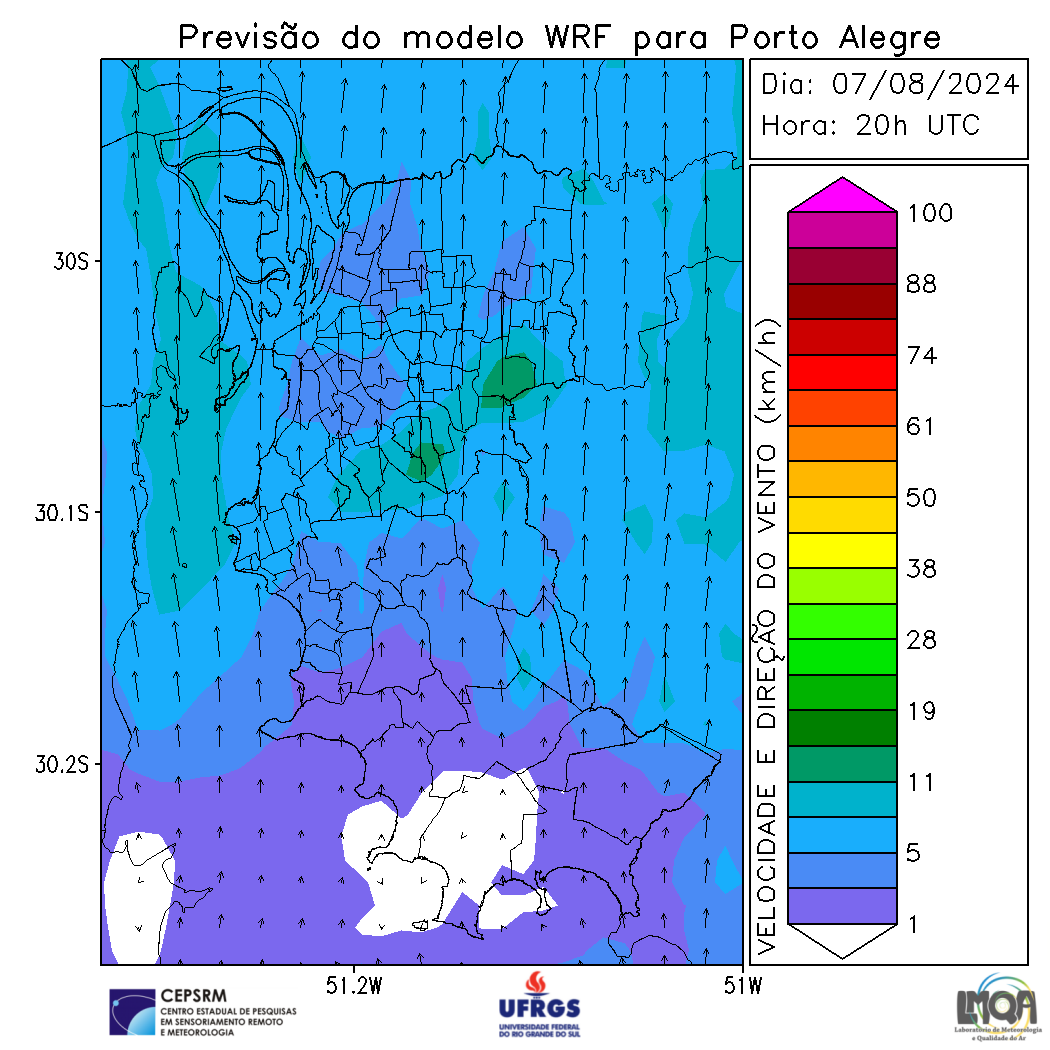 Previsão do modelo WRF para Porto Alegre
Dia: 07/08/2024
Hora: 20h UTC
30S
30.1S
30.2S
51.2W
51W
VELOCIDADE E DIREÇÃO DO VENTO (km/h)
100
88
74
61
50
38
28
19
11
5
1
CEPSRM
CENTRO ESTADUAL DE PESQUISAS
EM SENSORIAMENTO REMOTO
E METEOROLOGIA
UFRGS
UNIVERSIDADE FEDERAL
DO RIO GRANDE DO SUL
LMQA
Laboratório de Meteorologia
e Qualidade do Ar